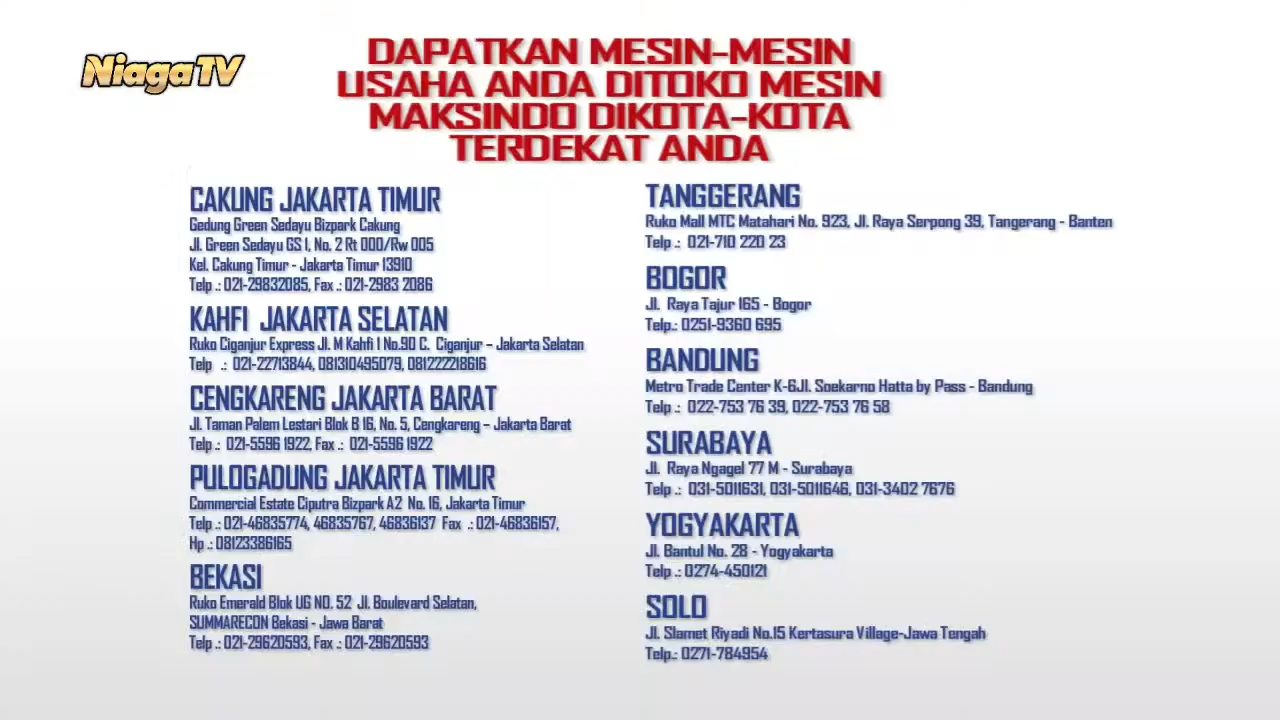 NiagaTV
DAPATKAN MESIN-MESIN
USAHA ANDA DITOKO MESIN
MAKSINDO DIKOTA-KOTA
TERDEKAT ANDA
CAKUNG JAKARTA TIMUR
Gedung Green Sedayu Bizpark Cakung
Jl. Green Sedayu GS 1, No. 2 Rt 000/Rw 005
Kel. Cakung Timur - Jakarta Timur 13910
Telp .: 021-29832085, Fax .: 021-2983 2086
KAHFI JAKARTA SELATAN
Ruko Ciganjur Express Jl. M Kahfi 1 No.90 C. Ciganjur – Jakarta Selatan
Telp .: 021-22713844, 081310495079, 081222218616
CENGKARENG JAKARTA BARAT
Jl. Taman Palem Lestari Blok B 16, No. 5, Cengkareng – Jakarta Barat
Telp .: 021-5596 1922, Fax .: 021-5596 1922
PULOGADUNG JAKARTA TIMUR
Commercial Estate Ciputra Bizpark A2 No. 16, Jakarta Timur
Telp .: 021-46835774, 46835767, 46836137 Fax .: 021-46836157,
Hp .: 08123386165
BEKASI
Ruko Emerald Blok UG NO. 52 Jl. Boulevard Selatan,
SUMMARECON Bekasi - Jawa Barat
Telp .: 021-29620593, Fax .: 021-29620593
TANGGERANG
Ruko Mall MTC Matahari No. 923, Jl. Raya Serpong 39, Tangerang - Banten
Telp .: 021-710 220 23
BOGOR
Jl. Raya Tajur 165 - Bogor
Telp.: 0251-9360 695
BANDUNG
Metro Trade Center K-6Jl. Soekarno Hatta by Pass - Bandung
Telp .: 022-753 76 39, 022-753 76 58
SURABAYA
Jl. Raya Ngagel 77 M - Surabaya
Telp .: 031-5011631, 031-5011646, 031-3402 7676
YOGYAKARTA
Jl. Bantul No. 28 - Yogyakarta
Telp .: 0274-450121
SOLO
Jl. Slamet Riyadi No.15 Kertasura Village-Jawa Tengah
Telp.: 0271-784954